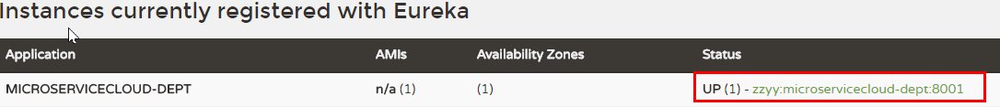 Instances currently registered with Eureka
Application AMIs Availability Zones Status
MICROSERVICECLOUD-DEPT n/a (1) (1) UP (1) - zzyy:microservicecloud-dept:8001